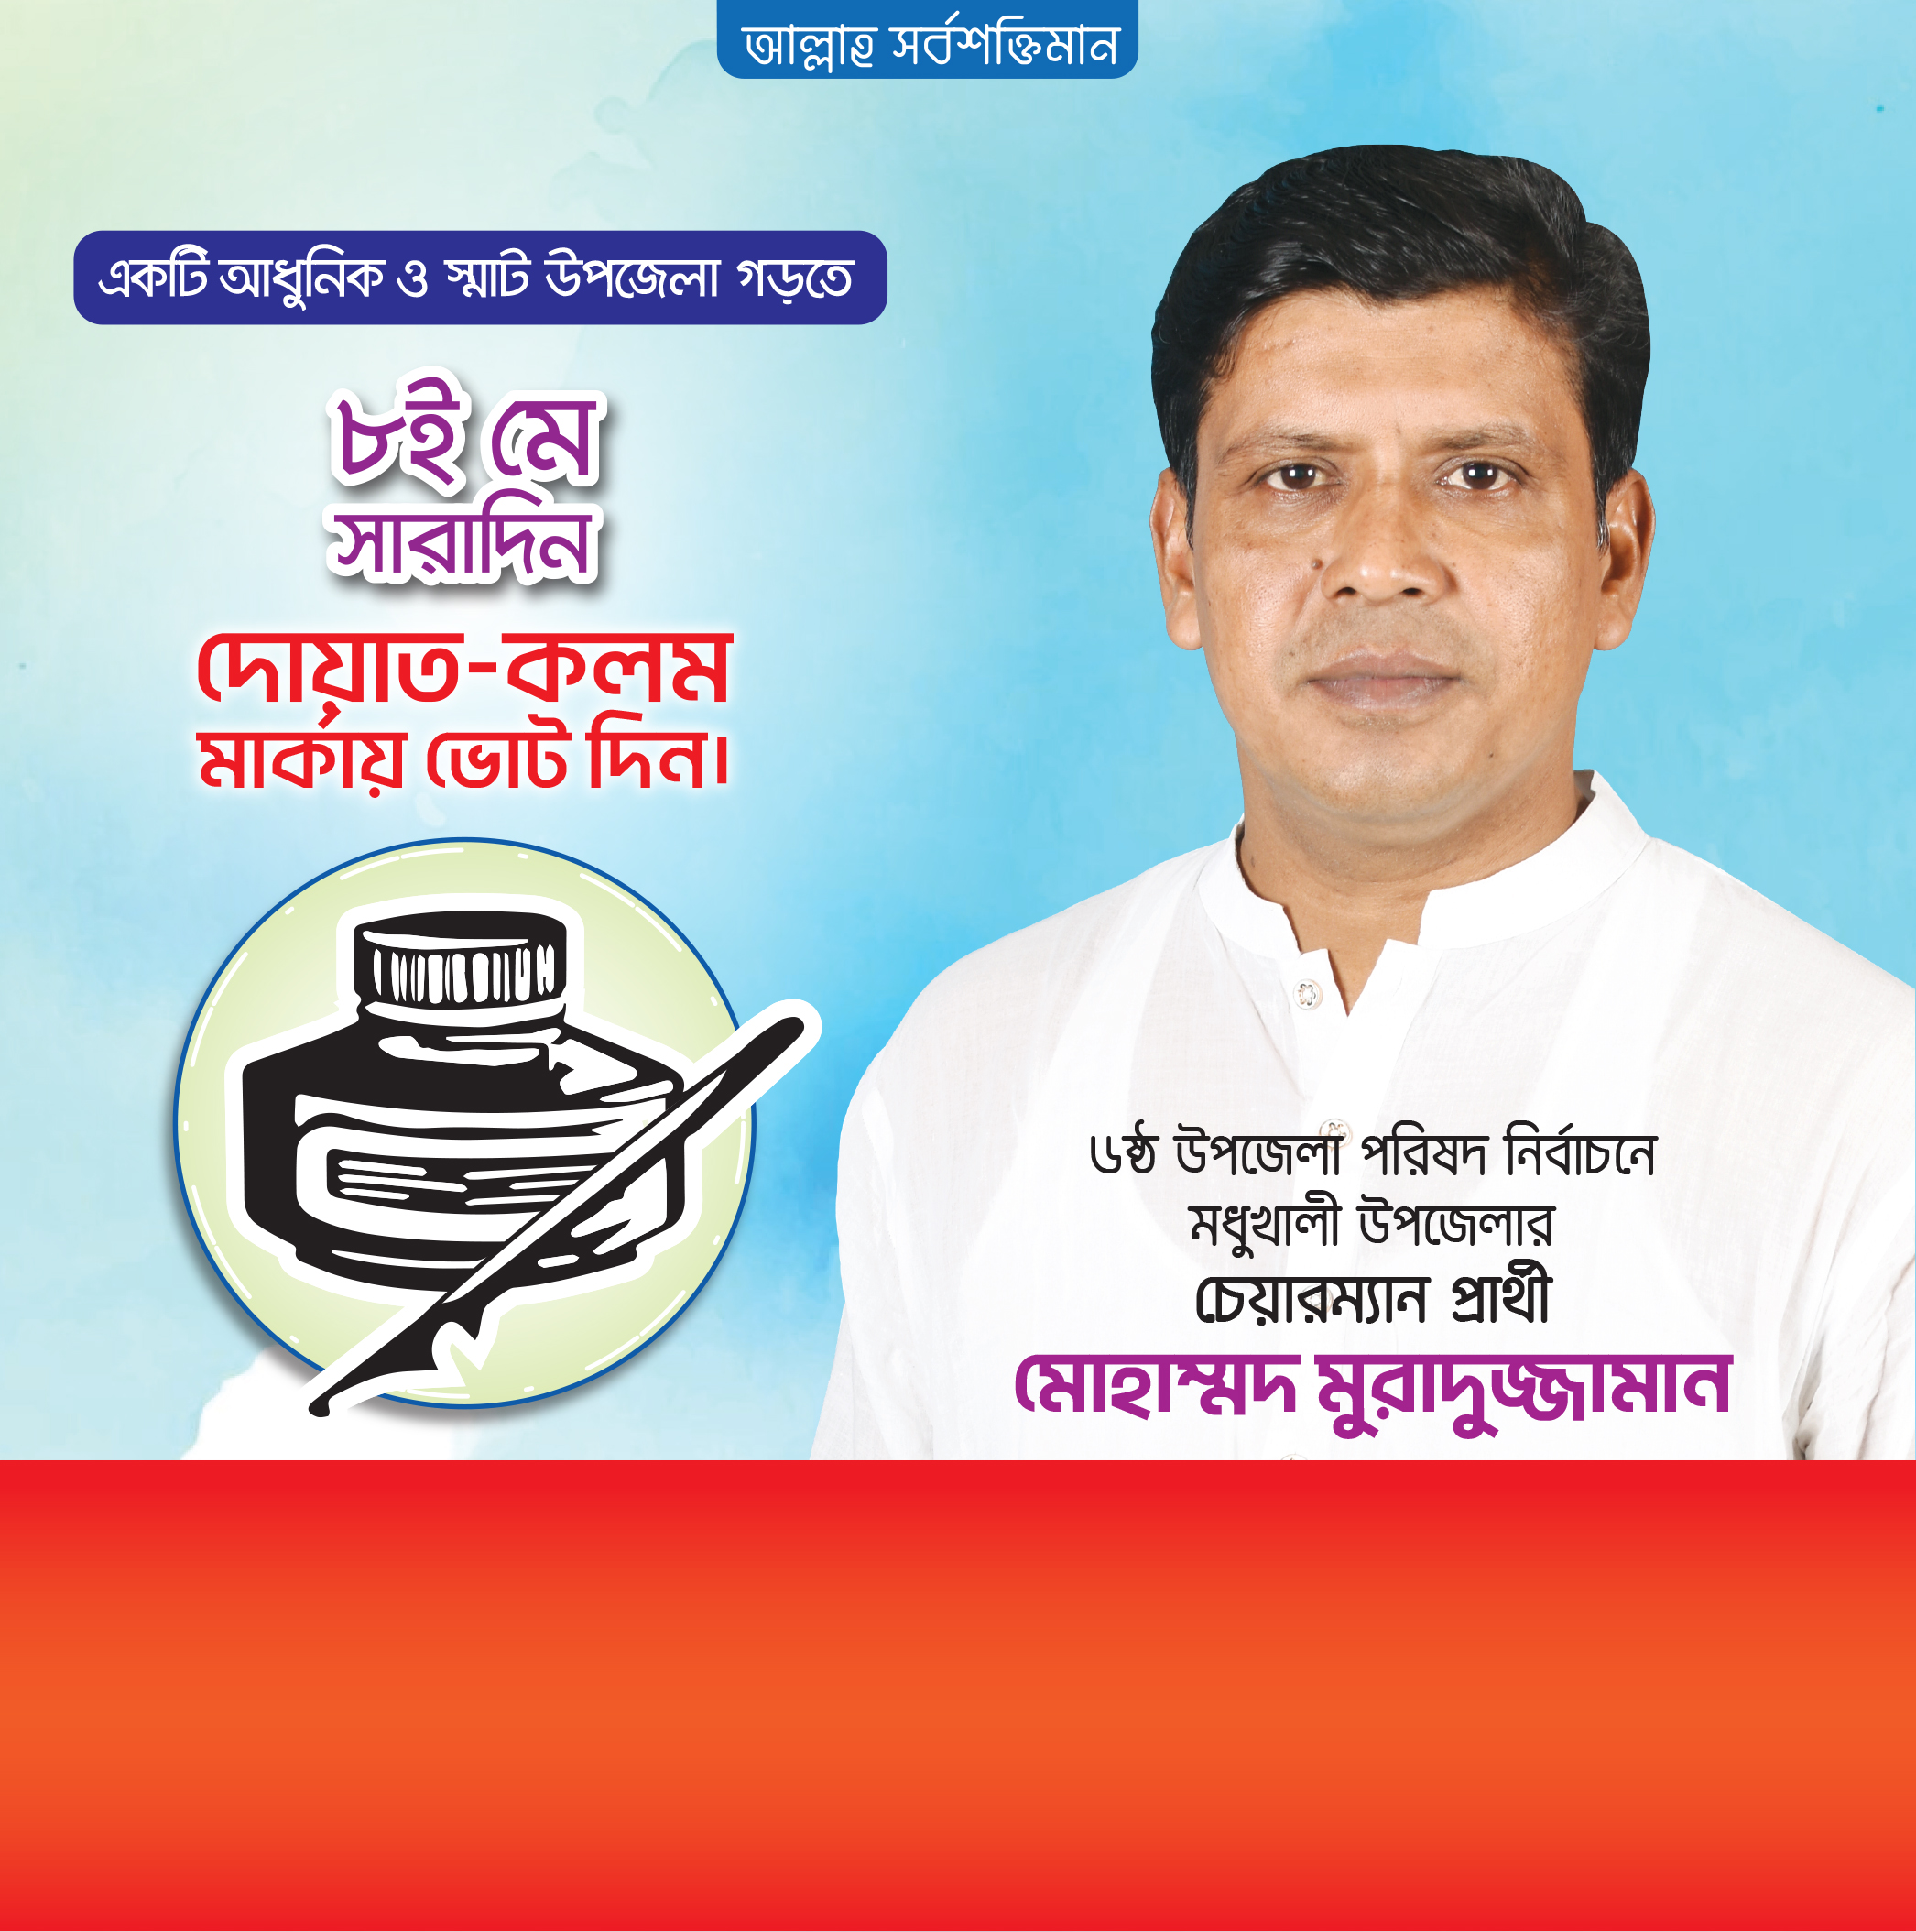 আল্লাহ সর্বশক্তিমান
একটি আধুনিক ও স্মাট উপজেলা গড়তে
৮ই মে
সারাদিন
দোয়াত-কলম
মার্কায় ভোট দিন।
৬ষ্ঠ উপজেলা পরিষদ নির্বাচনে
মধুখালী উপজেলার
চেয়ারম্যান প্রার্থী
মোহাম্মদ মুরাদুজ্জামান